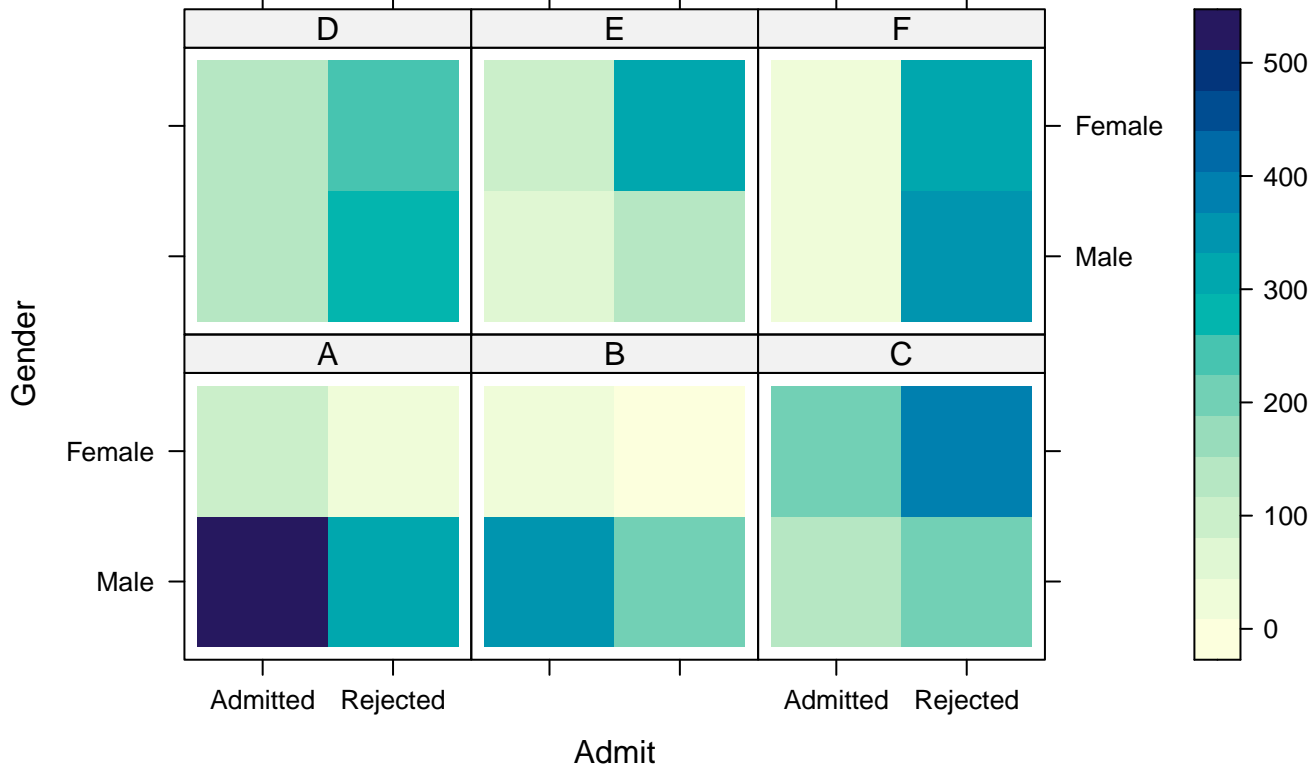 D E F
500
Female
400
Male
300
Gender
A B C
200
Female
100
Male
0
Admitted Rejected Admitted Rejected
Admit